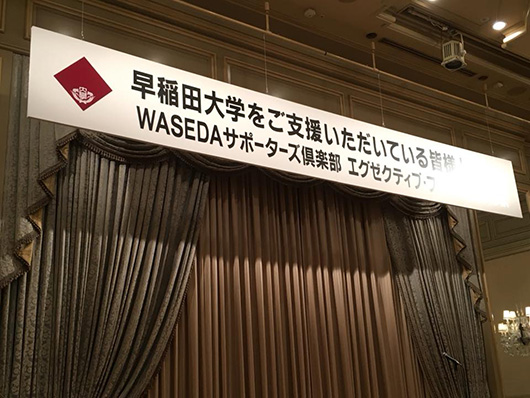 早稲田大学をご支援いただいている皆様
WASEDAサポーターズ倶楽部 エグゼクティブ・